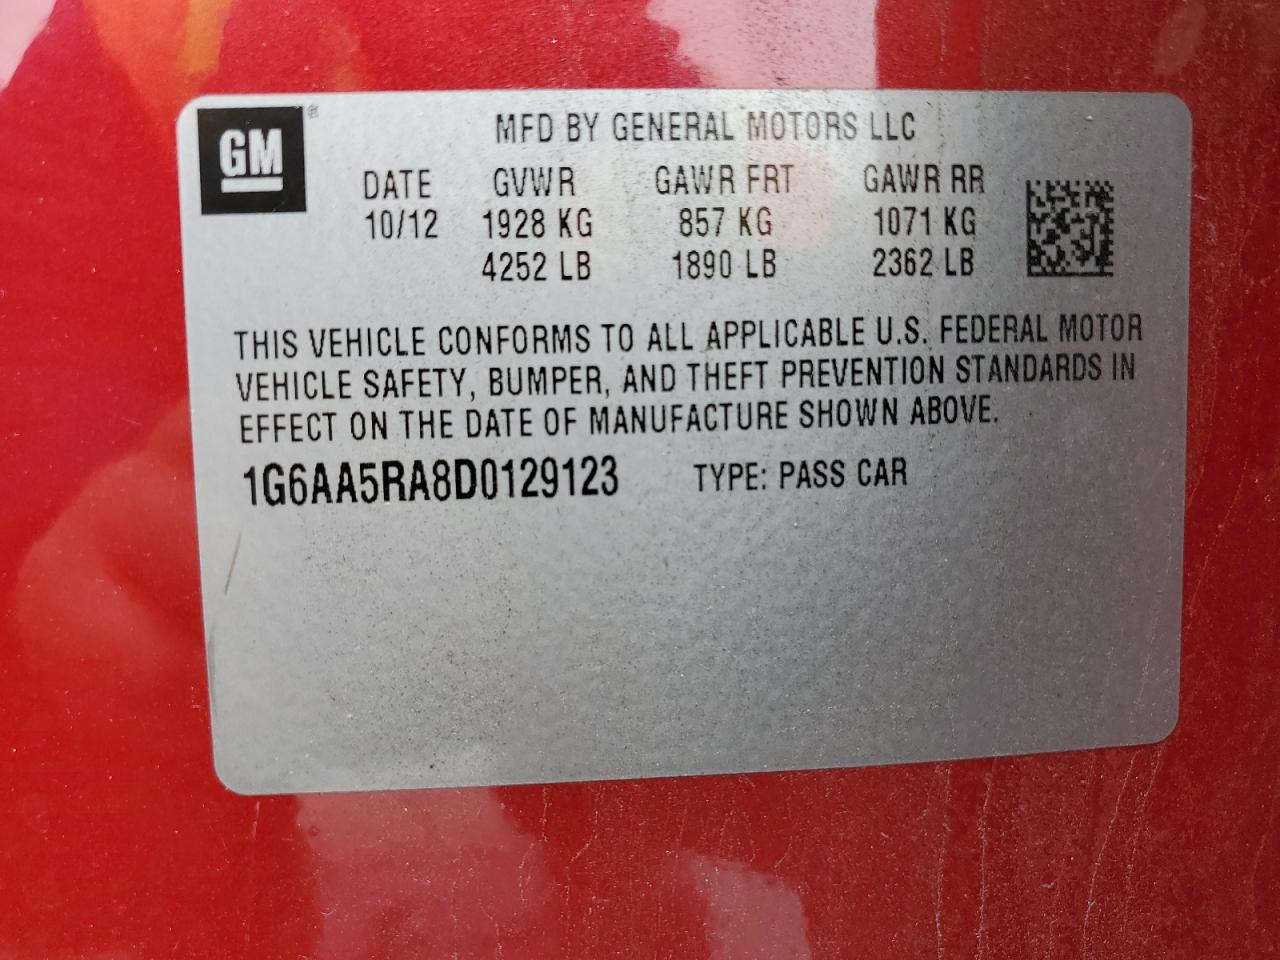 GM ®
MFD BY GENERAL MOTORS LLC
DATE GVWR GAWR FRT GAWR RR
10/12 1928 KG 857 KG 1071 KG
4252 LB 1890 LB 2362 LB
THIS VEHICLE CONFORMS TO ALL APPLICABLE U.S. FEDERAL MOTOR
VEHICLE SAFETY, BUMPER, AND THEFT PREVENTION STANDARDS IN
EFFECT ON THE DATE OF MANUFACTURE SHOWN ABOVE.
1G6AA5RA8D0129123 TYPE: PASS CAR